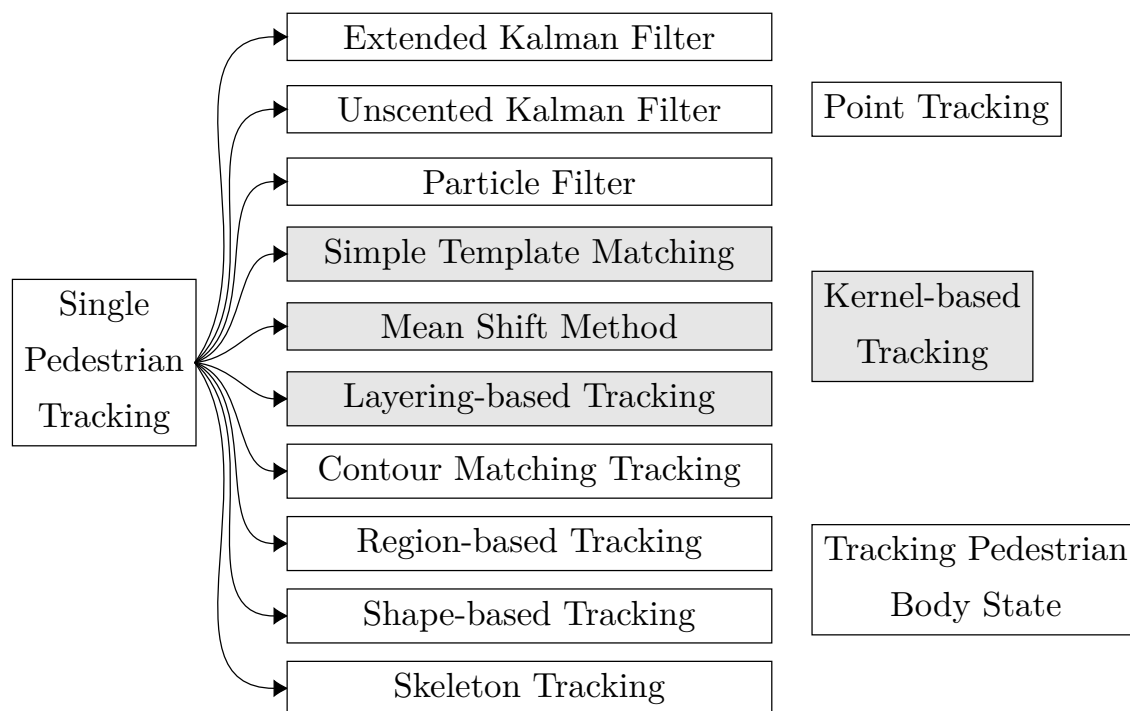 Single
Pedestrian
Tracking
Extended Kalman Filter
Unscented Kalman Filter
Particle Filter
Simple Template Matching
Mean Shift Method
Layering-based Tracking
Contour Matching Tracking
Region-based Tracking
Shape-based Tracking
Skeleton Tracking
Point Tracking
Kernel-based
Tracking
Tracking Pedestrian
Body State